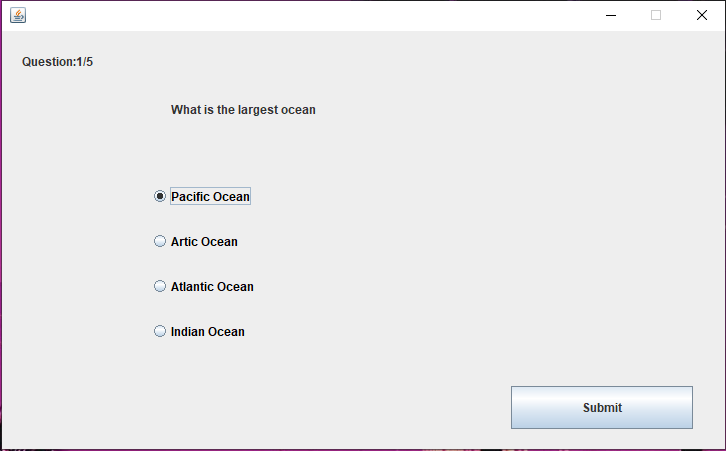 Question:1/5
What is the largest ocean
Pacific Ocean
Artic Ocean
Atlantic Ocean
Indian Ocean
Submit